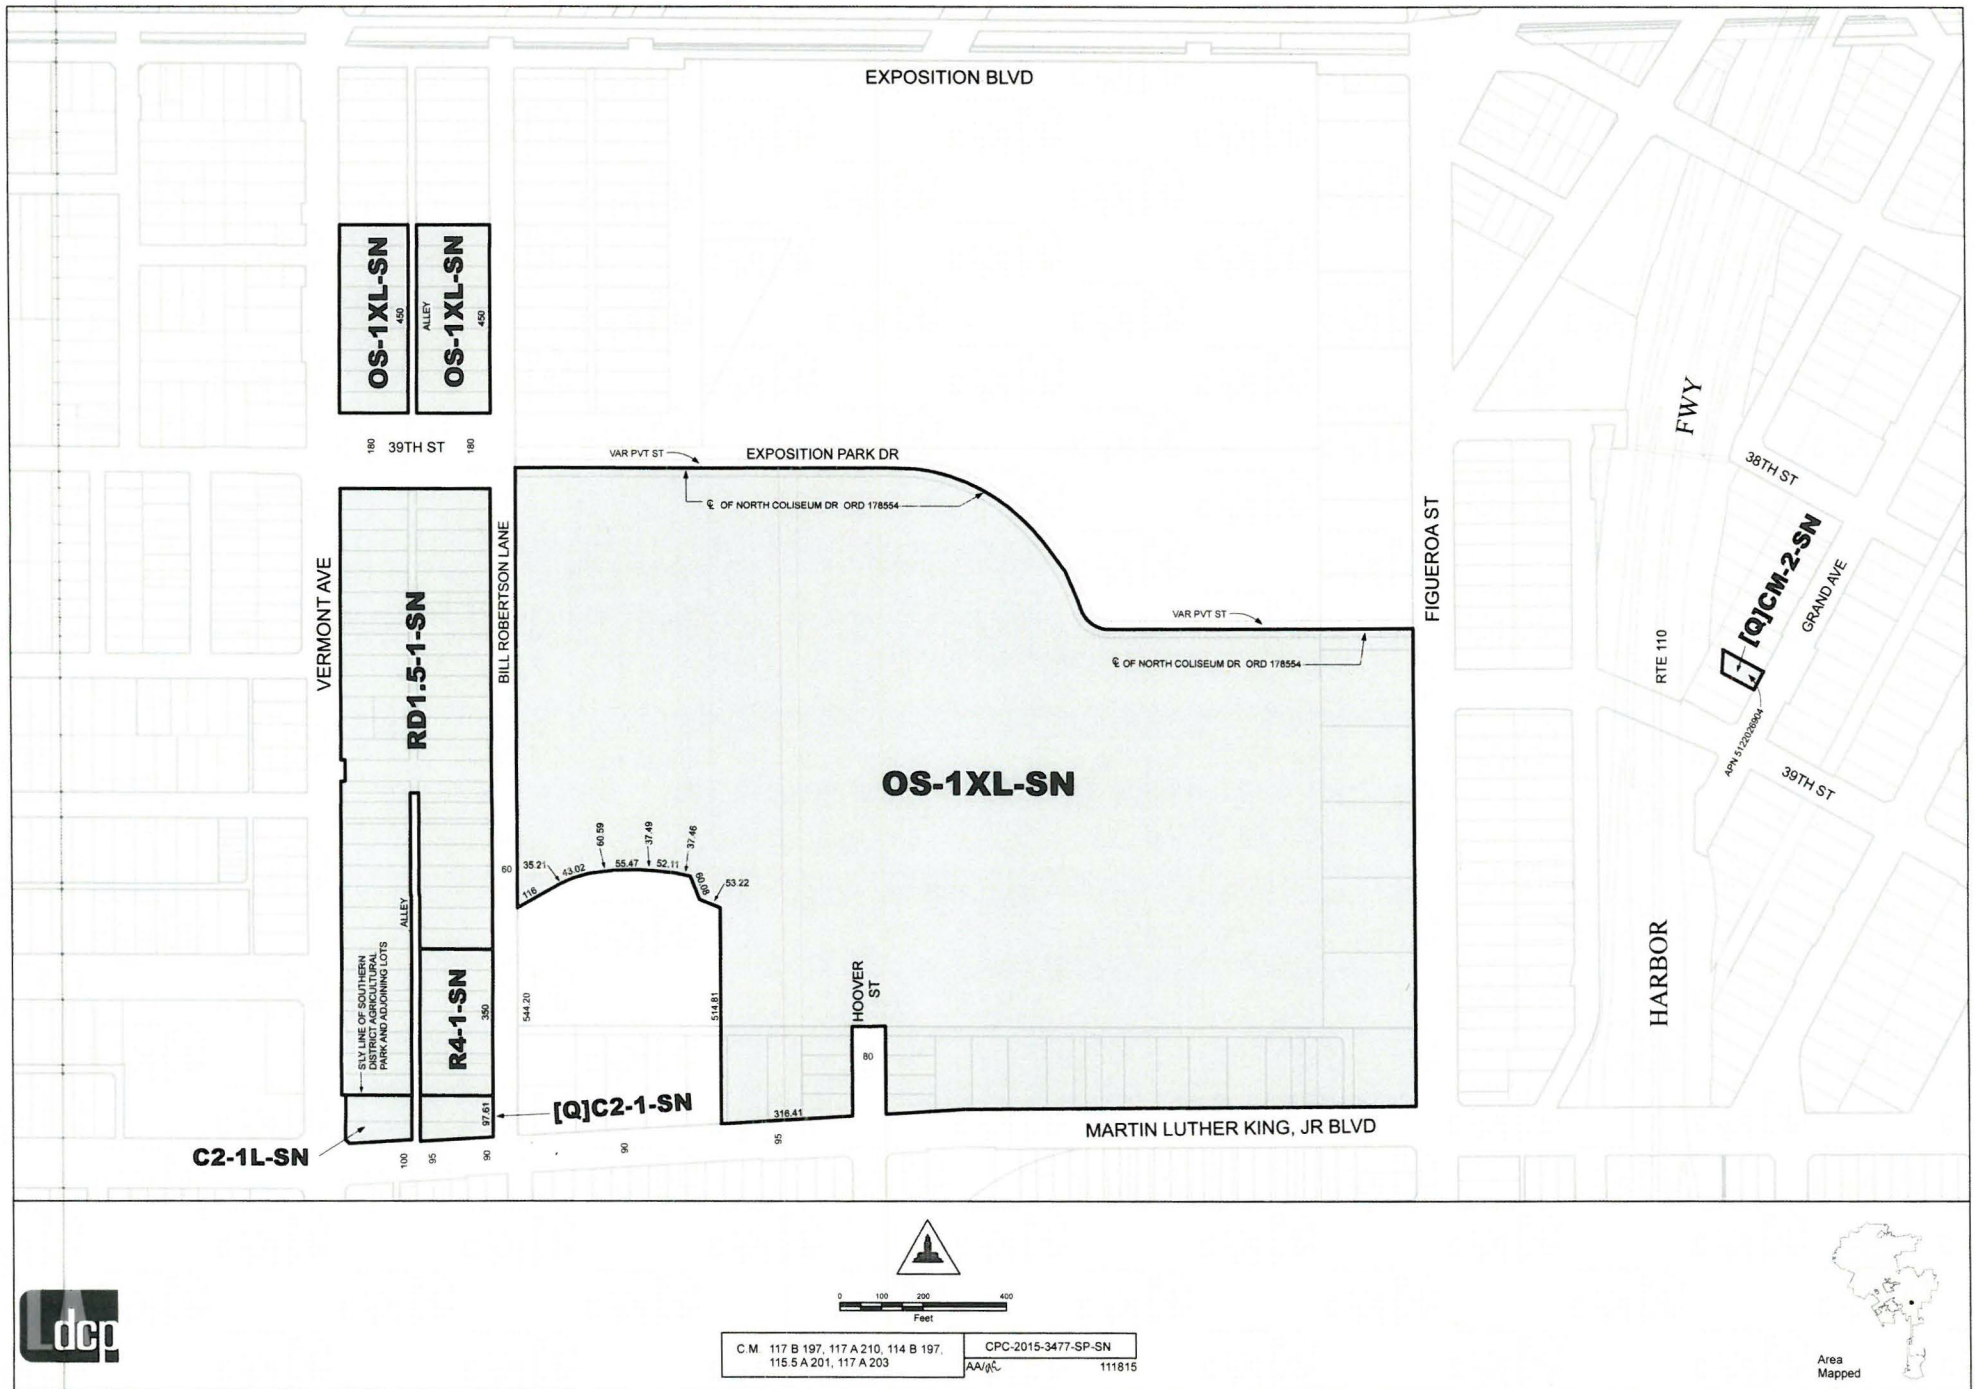 EXPOSITION BLVD
OS-1XL-SN
450
ALLEY
OS-1XL-SN
450
180
39TH ST
180
VAR PVT ST
EXPOSITION PARK DR
℄ OF NORTH COLISEUM DR ORD 178554
VERMONT AVE
RD1.5-1-SN
BILL ROBERTSON LANE
VAR PVT ST
℄ OF NORTH COLISEUM DR ORD 178554
FIGUEROA ST
FWY
38TH ST
[Q]CM-2-SN
GRAND AVE
RTE 110
APN 5122026904
39TH ST
HARBOR
OS-1XL-SN
60
116
35.21
43.02
60.59
55.47
37.49
52.11
37.46
60.08
53.22
ALLEY
S'LY LINE OF SOUTHERN
DISTRICT AGRICULTURAL
PARK AND ADJOINING LOTS
R4-1-SN
350
544.20
514.81
HOOVER
ST
80
97.61
[Q]C2-1-SN
316.41
C2-1L-SN
100
95
90
90
95
MARTIN LUTHER KING, JR BLVD
0 100 200 400
Feet
LA
dcp
C.M. 117 B 197, 117 A 210, 114 B 197,
115.5 A 201, 117 A 203
CPC-2015-3477-SP-SN
AA/
111815
Area
Mapped